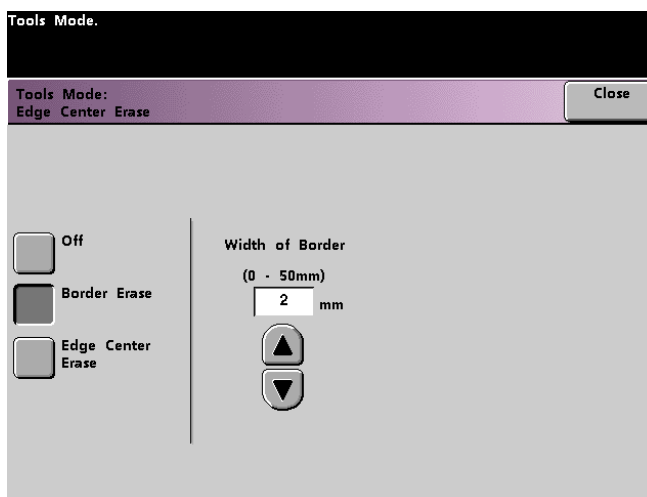 Tools Mode.
Tools Mode:
Edge Center Erase
Close
Off
Border Erase
Edge Center
Erase
Width of Border
(0 - 50mm)
2 mm